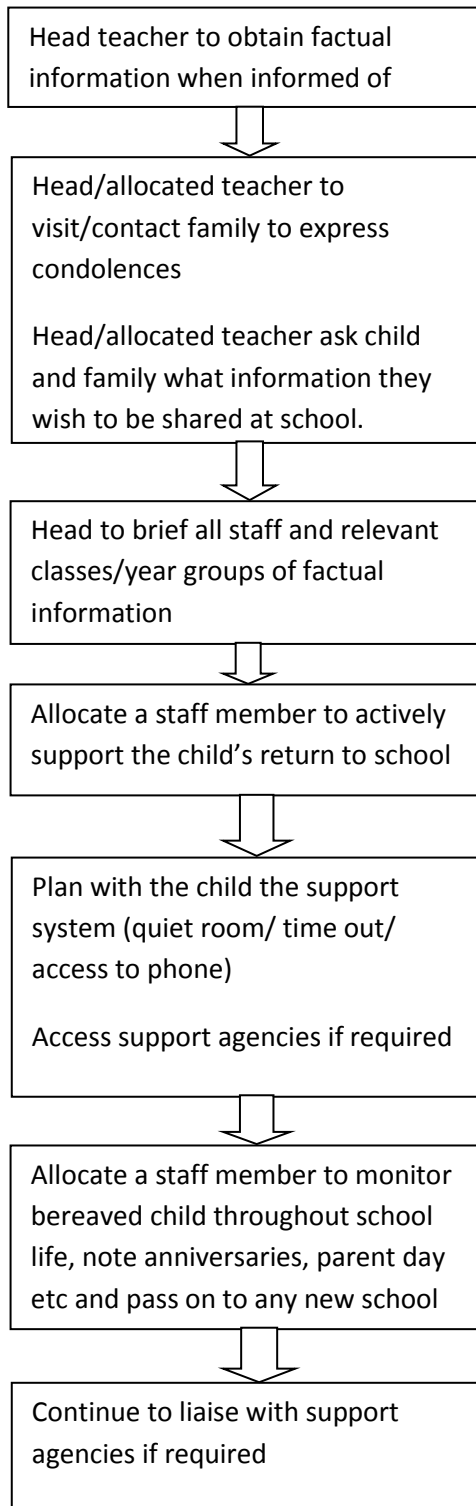 Head teacher to obtain factual
information when informed of
Head/allocated teacher to
visit/contact family to express
condolences
Head/allocated teacher ask child
and family what information they
wish to be shared at school.
Head to brief all staff and relevant
classes/year groups of factual
information
Allocate a staff member to actively
support the child’s return to school
Plan with the child the support
system (quiet room/ time out/
access to phone)
Access support agencies if required
Allocate a staff member to monitor
bereaved child throughout school
life, note anniversaries, parent day
etc and pass on to any new school
Continue to liaise with support
agencies if required